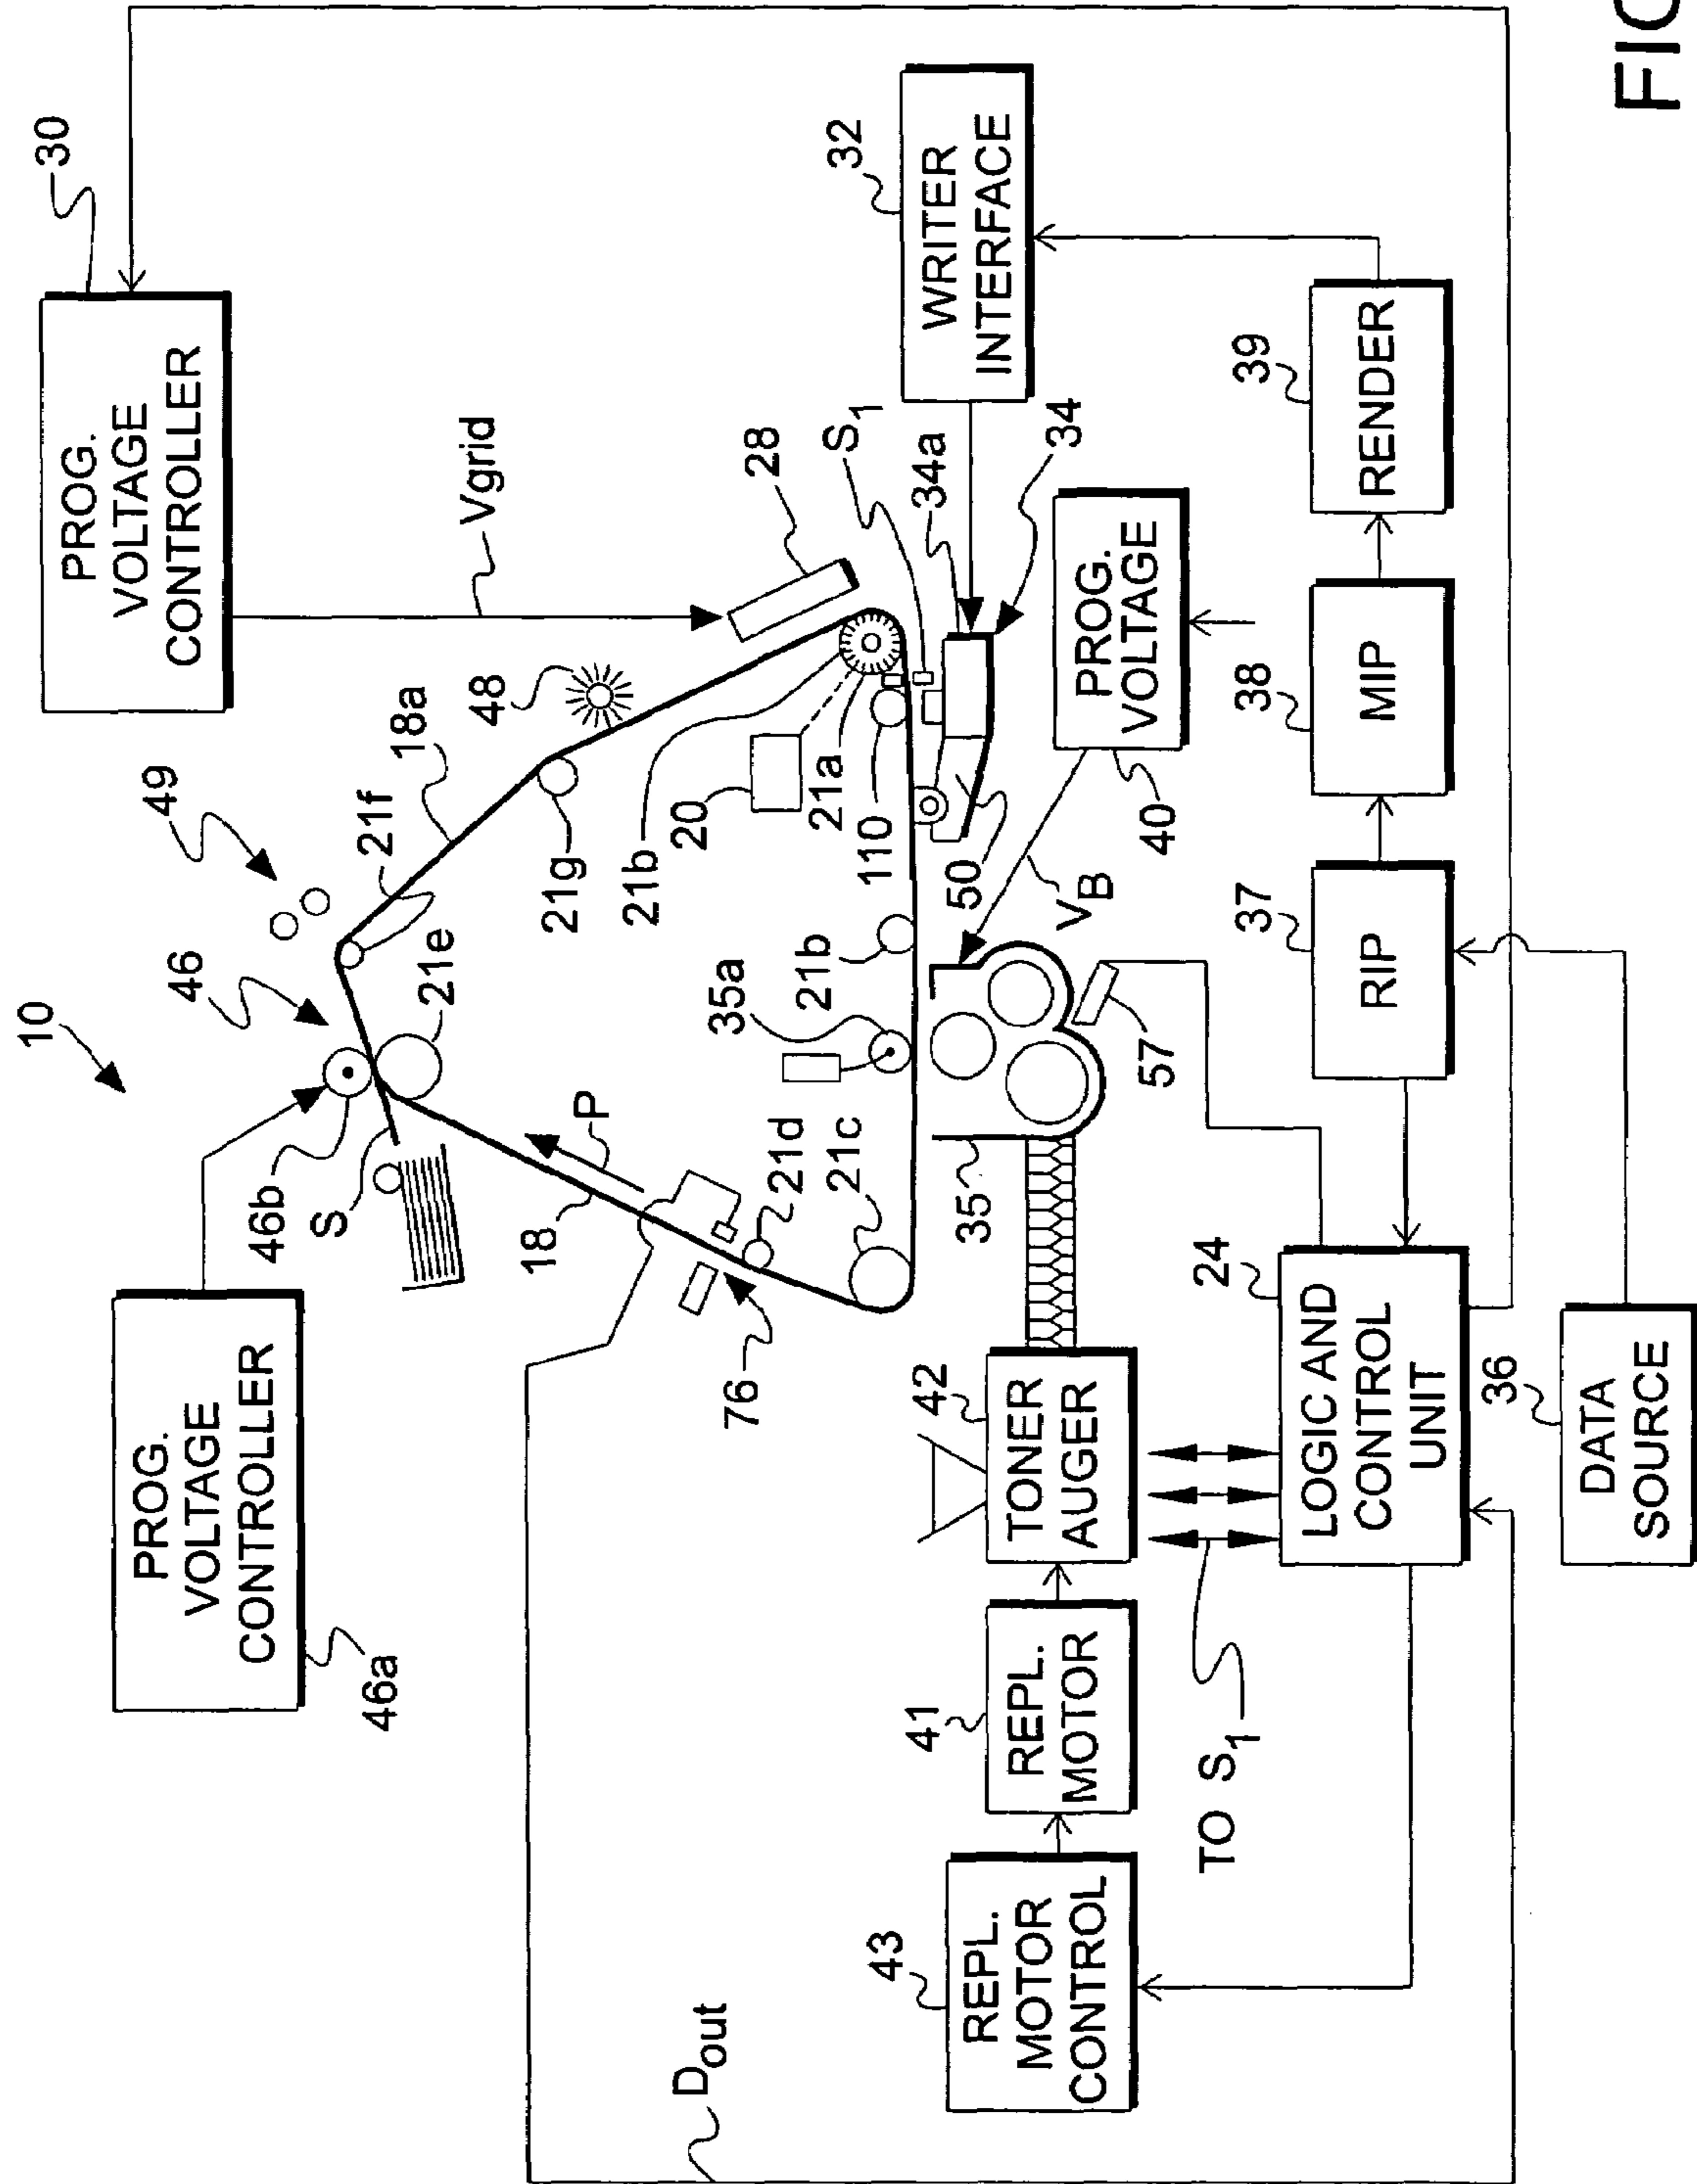 10
PROG.
VOLTAGE
CONTROLLER
46a
46b
S
46
49
21e
21f
18a
21g
48
PROG.
VOLTAGE
CONTROLLER
30
Vgrid
28
18
P
76
21d
21c
35a
21b
20
21b
21a
110
S1
34a
34
50
WRITER
INTERFACE
32
Dout
REPL.
MOTOR
CONTROL
43
REPL.
MOTOR
41
TONER
AUGER
42
35
57
VB
PROG.
VOLTAGE
40
TO S1
LOGIC AND
CONTROL
UNIT
24
RIP
37
MIP
38
RENDER
39
DATA
SOURCE
36